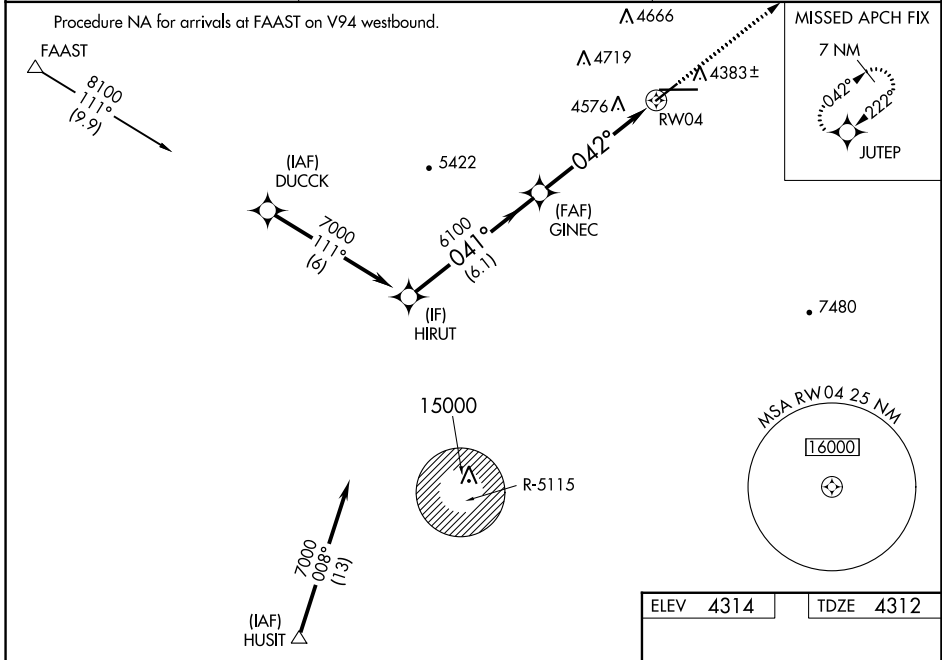 Procedure NA for arrivals at FAAST on V94 westbound.
4666
MISSED APCH FIX
FAAST
4719
7 NM
8100
111°
(9.9)
4383±
042°
222°
4576
RW04
JUTEP
(IAF)
DUCCK
5422
042°
7000
111°
(6)
(FAF)
GINEC
6100
041°
(6.1)
(IF)
HIRUT
7480
15000
MSA RW04 25 NM
16000
R-5115
7000
008°
(13)
(IAF)
HUSIT
ELEV 4314
TDZE 4312